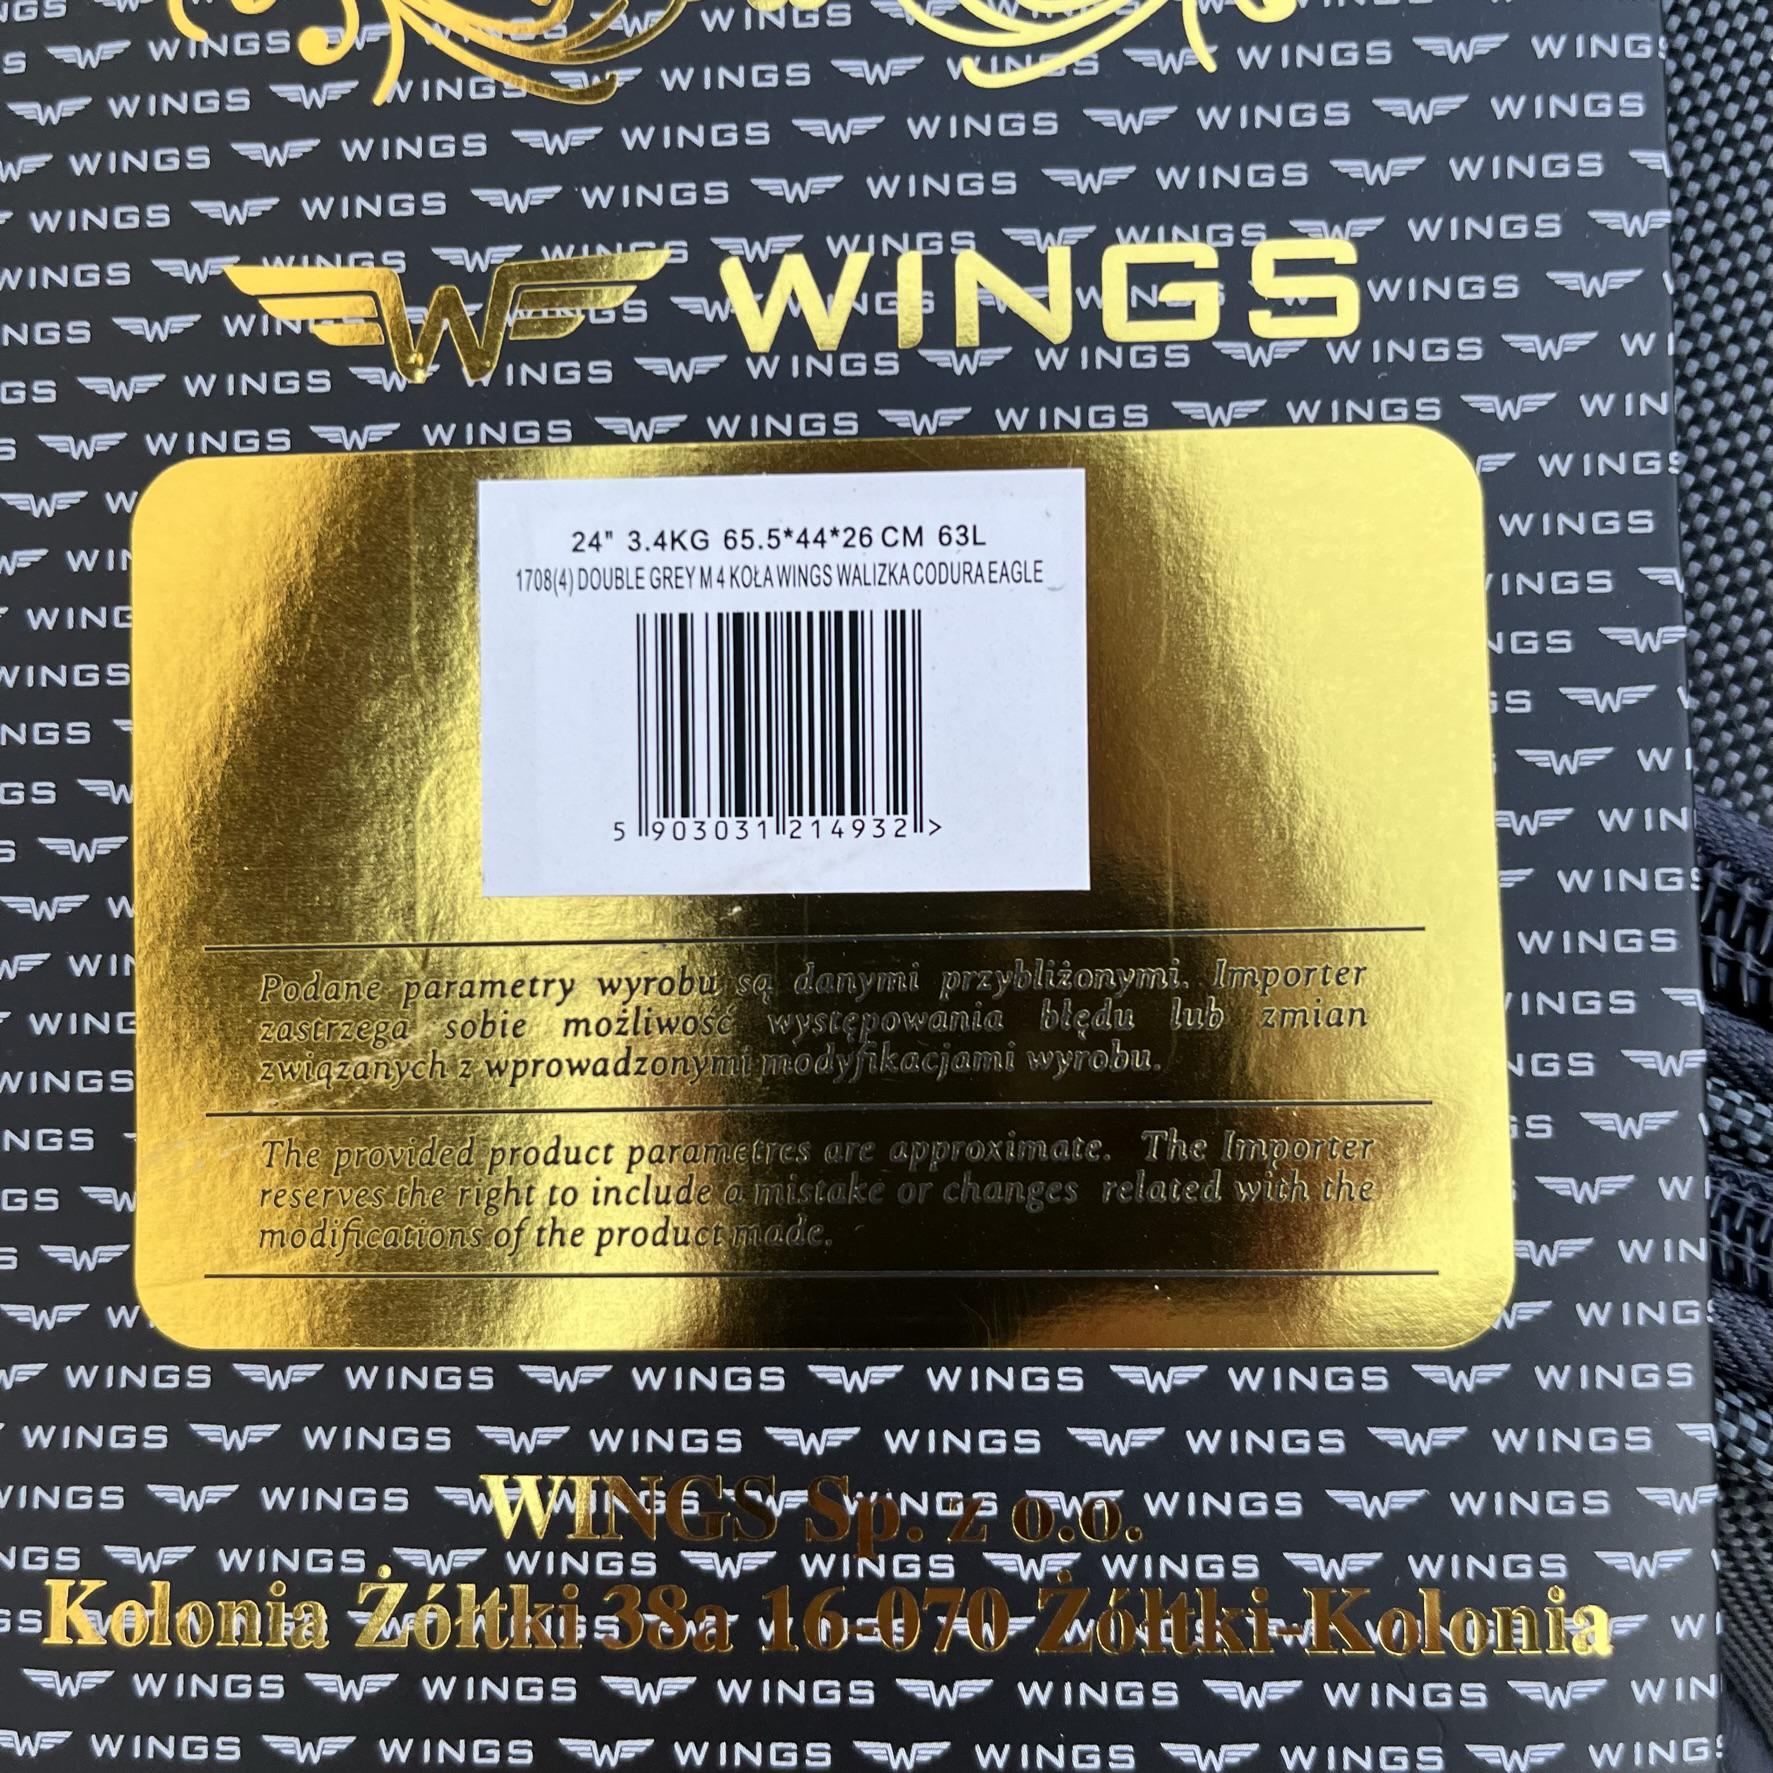 WINGS
24" 3.4KG 65.5*44*26 CM 63L
1708(4) DOUBLE GREY M 4 KOŁA WINGS WALIZKA CODURA EAGLE
5 903031 214932 >
Podane parametry wyrobu są danymi przybliżonymi. Importer
zastrzega sobie możliwość występowania błędu lub zmian
związanych z wprowadzonymi modyfikacjami wyrobu.
The provided product parametres are approximate. The Importer
reserves the right to include a mistake or changes related with the
modifications of the product made.
WINGS Sp. z o.o.
Kolonia Żółtki 38a 16-070 Żółtki-Kolonia